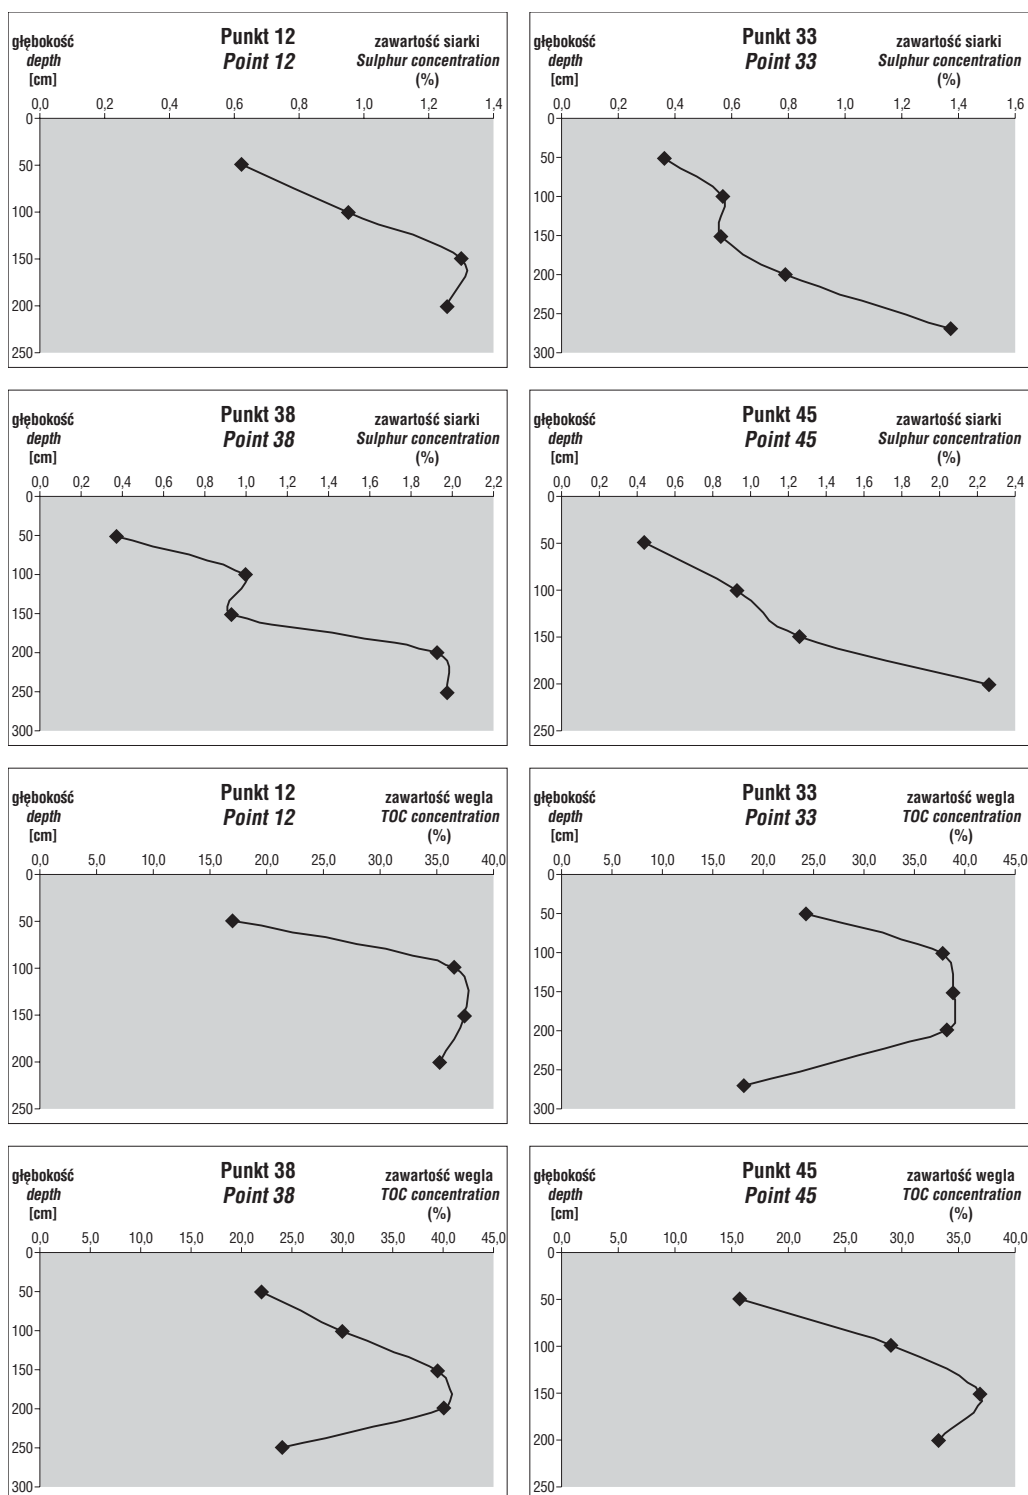 głębokość
depth
[cm]
Punkt 12
Point 12
zawartość siarki
Sulphur concentration
(%)
0,0 0,2 0,4 0,6 0,8 1,0 1,2 1,4
0
50
100
150
200
250
głębokość
depth
[cm]
Punkt 33
Point 33
zawartość siarki
Sulphur concentration
(%)
0,0 0,2 0,4 0,6 0,8 1,0 1,2 1,4 1,6
0
50
100
150
200
250
300
głębokość
depth
[cm]
Punkt 38
Point 38
zawartość siarki
Sulphur concentration
(%)
0,0 0,2 0,4 0,6 0,8 1,0 1,2 1,4 1,6 1,8 2,0 2,2
0
50
100
150
200
250
300
głębokość
depth
[cm]
Punkt 45
Point 45
zawartość siarki
Sulphur concentration
(%)
0,0 0,2 0,4 0,6 0,8 1,0 1,2 1,4 1,6 1,8 2,0 2,2 2,4
0
50
100
150
200
250
głębokość
depth
[cm]
Punkt 12
Point 12
zawartość wegla
TOC concentration
(%)
0,0 5,0 10,0 15,0 20,0 25,0 30,0 35,0 40,0
0
50
100
150
200
250
głębokość
depth
[cm]
Punkt 33
Point 33
zawartość wegla
TOC concentration
(%)
0,0 5,0 10,0 15,0 20,0 25,0 30,0 35,0 40,0 45,0
0
50
100
150
200
250
300
głębokość
depth
[cm]
Punkt 38
Point 38
zawartość wegla
TOC concentration
(%)
0,0 5,0 10,0 15,0 20,0 25,0 30,0 35,0 40,0 45,0
0
50
100
150
200
250
300
głębokość
depth
[cm]
Punkt 45
Point 45
zawartość wegla
TOC concentration
(%)
0,0 5,0 10,0 15,0 20,0 25,0 30,0 35,0 40,0
0
50
100
150
200
250